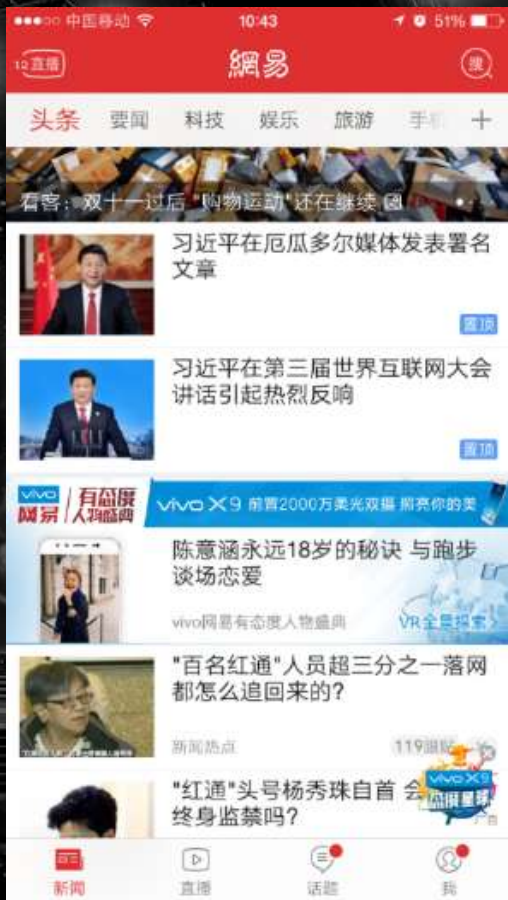 中国移动
10:43
51%
12直播
網易
搜
头条 要闻 科技 娱乐 旅游 手机
看客：双十一过后 "购物运动"还在继续
习近平在厄瓜多尔媒体发表署名
文章
置顶
习近平在第三届世界互联网大会
讲话引起热烈反响
置顶
vivo
网易
有态度
人物盛典
vivo X9 前置2000万柔光双摄 照亮你的美
陈意涵永远18岁的秘诀 与跑步
谈场恋爱
vivo网易有态度人物盛典
VR全景探索>
"百名红通"人员超三分之一落网
都怎么追回来的?
新闻热点
119跟贴
"红通"头号杨秀珠自首 会
终身监禁吗?
vivo X9
态度星球
广告
新闻
直播
话题
我